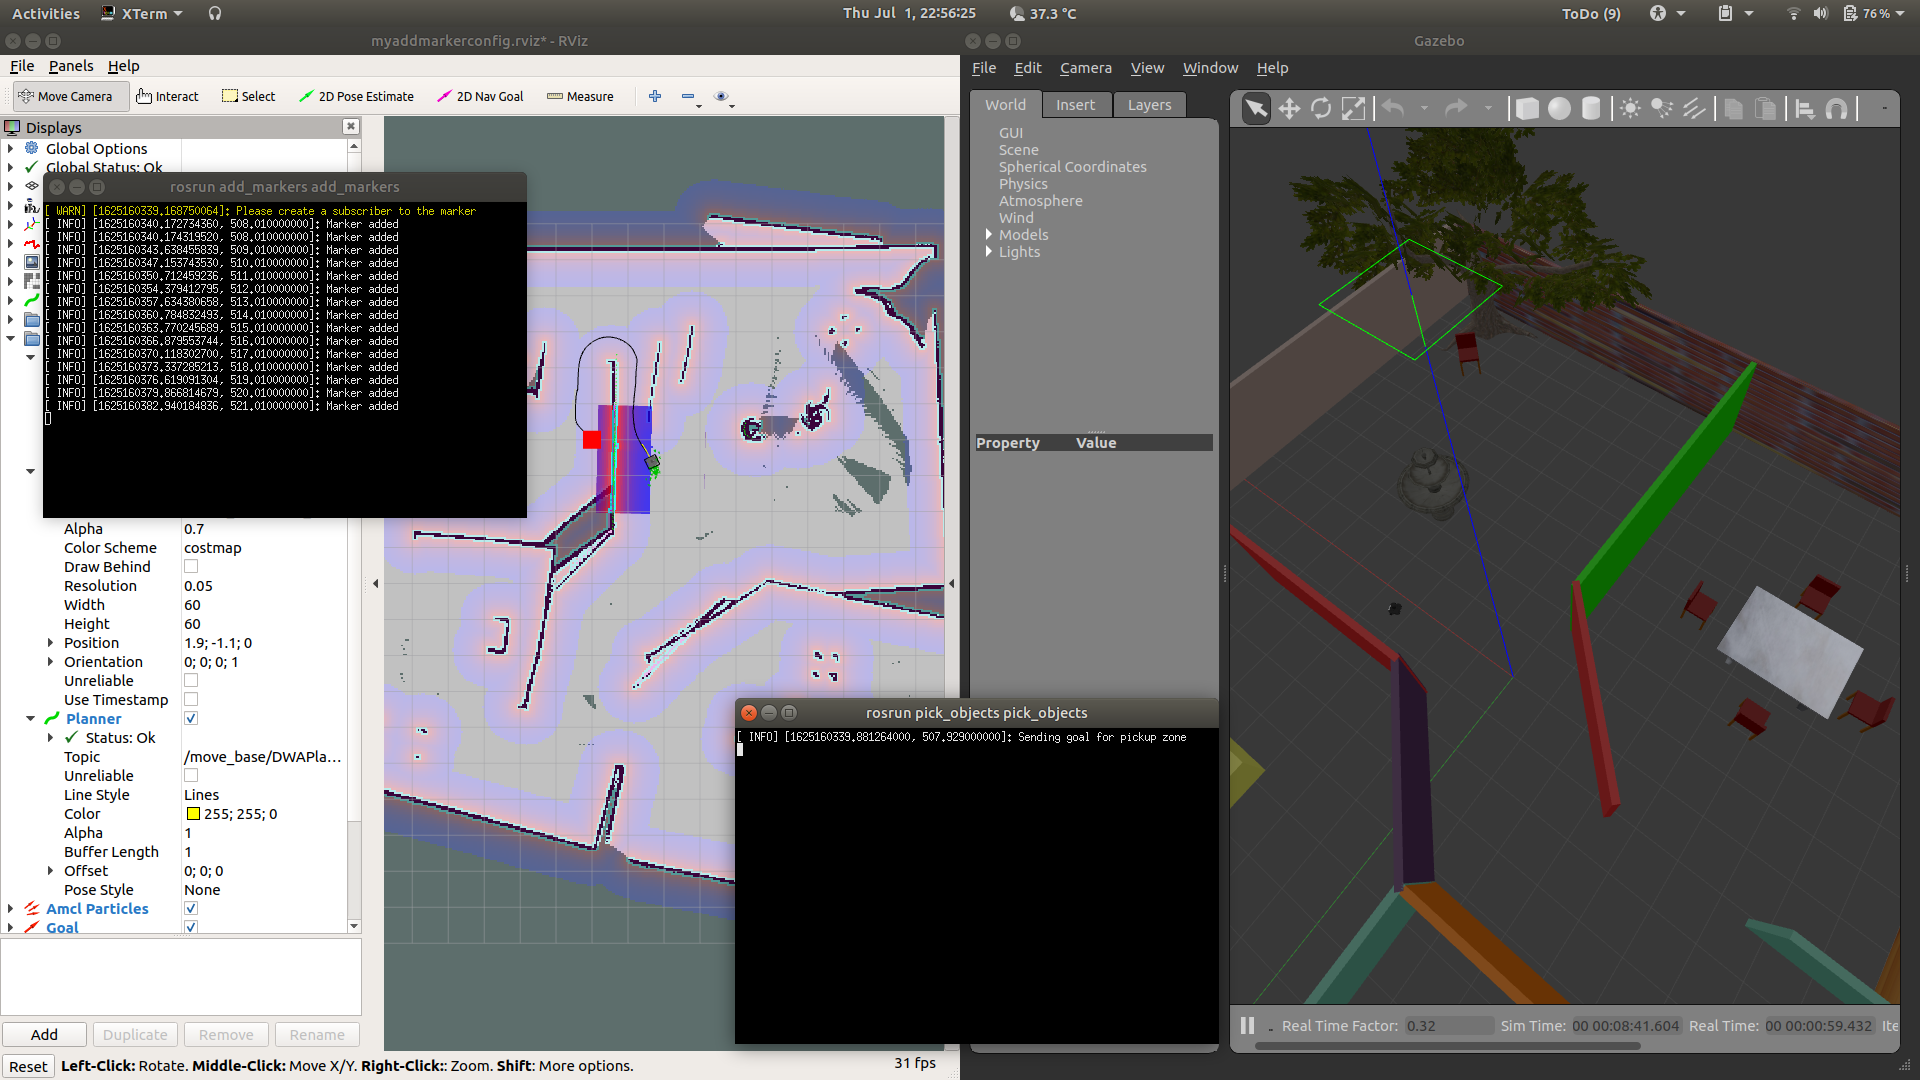 Activities XTerm Thu Jul 1, 22:56:25 37.3 °C ToDo (9) 76%
myaddmarkerconfig.rviz* - RViz
File Panels Help
Move Camera Interact Select 2D Pose Estimate 2D Nav Goal Measure
Displays
Global Options
Global Status: Ok
rosrun add_markers add_markers
[ WARN] [1625160339.168750064]: Please create a subscriber to the marker
[ INFO] [1625160340.172734360, 508.010000000]: Marker added
[ INFO] [1625160340.174319520, 508.010000000]: Marker added
[ INFO] [1625160343.638455839, 509.010000000]: Marker added
[ INFO] [1625160347.153743530, 510.010000000]: Marker added
[ INFO] [1625160350.712459236, 511.010000000]: Marker added
[ INFO] [1625160354.379412795, 512.010000000]: Marker added
[ INFO] [1625160357.634380658, 513.010000000]: Marker added
[ INFO] [1625160360.784832493, 514.010000000]: Marker added
[ INFO] [1625160363.770245689, 515.010000000]: Marker added
[ INFO] [1625160366.879553744, 516.010000000]: Marker added
[ INFO] [1625160370.118302700, 517.010000000]: Marker added
[ INFO] [1625160373.337285213, 518.010000000]: Marker added
[ INFO] [1625160376.619091304, 519.010000000]: Marker added
[ INFO] [1625160379.866814679, 520.010000000]: Marker added
[ INFO] [1625160382.940184836, 521.010000000]: Marker added
Alpha 0.7
Color Scheme costmap
Draw Behind
Resolution 0.05
Width 60
Height 60
Position 1.9; -1.1; 0
Orientation 0; 0; 0; 1
Unreliable
Use Timestamp
Planner
Status: Ok
Topic /move_base/DWAPla...
Unreliable
Line Style Lines
Color 255; 255; 0
Alpha 1
Buffer Length 1
Offset 0; 0; 0
Pose Style None
Amcl Particles
Goal
Add Duplicate Remove Rename
Reset Left-Click: Rotate. Middle-Click: Move X/Y. Right-Click:: Zoom. Shift: More options. 31 fps
rosrun pick_objects pick_objects
[ INFO] [1625160339.881264000, 507.929000000]: Sending goal for pickup zone
Gazebo
File Edit Camera View Window Help
World Insert Layers
GUI
Scene
Spherical Coordinates
Physics
Atmosphere
Wind
Models
Lights
Property Value
Real Time Factor: 0.32 Sim Time: 00 00:08:41.604 Real Time: 00 00:00:59.432 Ite